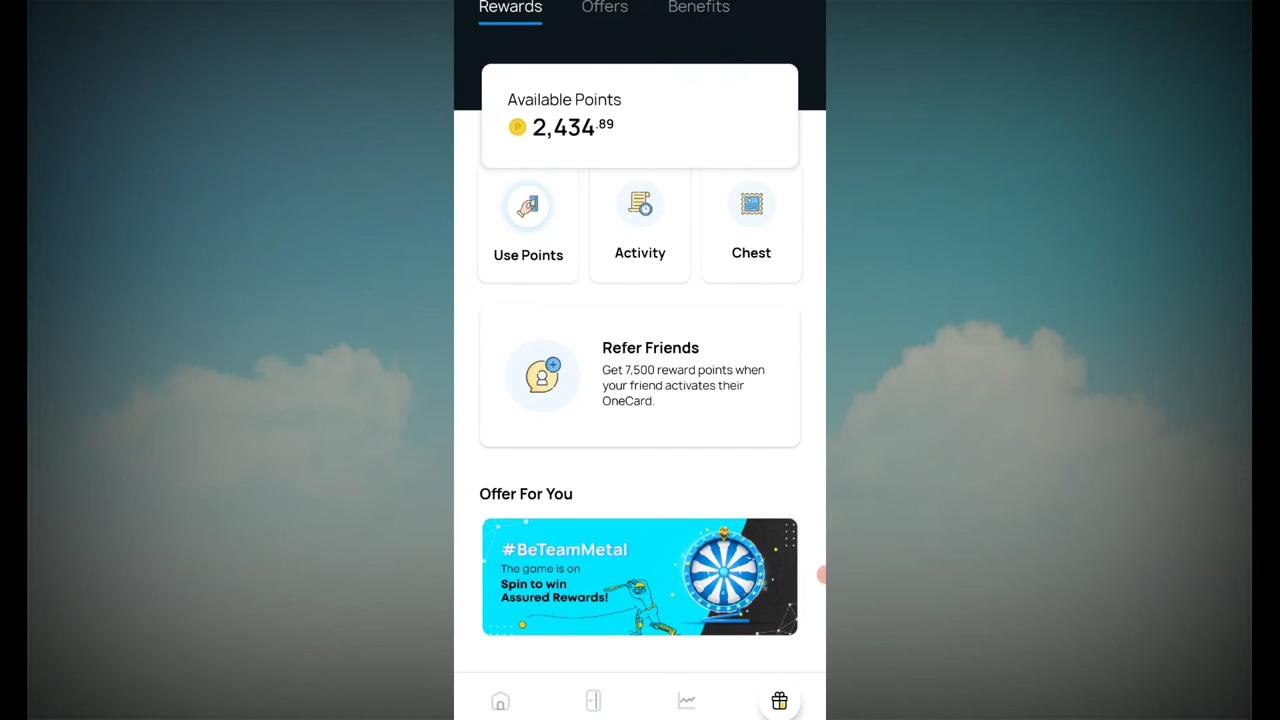 Rewards Offers Benefits
Available Points
2,434.89
Use Points
Activity
Chest
Refer Friends
Get 7,500 reward points when
your friend activates their
OneCard.
Offer For You
#BeTeamMetal
The game is on
Spin to win
Assured Rewards!